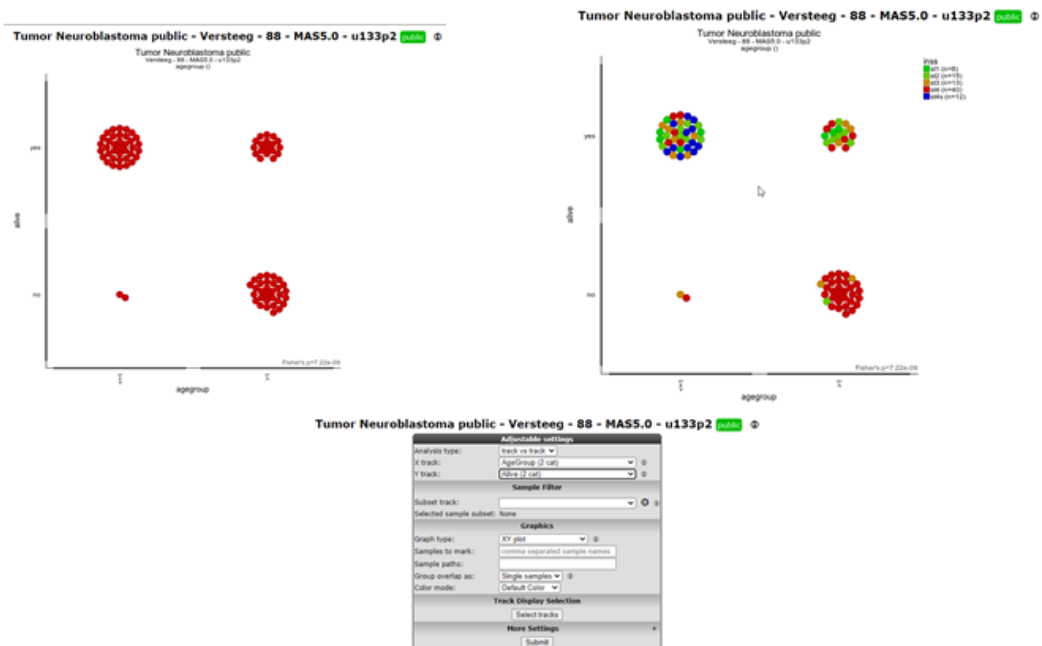 Tumor Neuroblastoma public - Versteeg - 88 - MAS5.0 - u133p2 public
Tumor Neuroblastoma public
Versteeg - 88 - MAS5.0 - u133p2
agegroup ()
yes
alive
no
Fisher's p=7.22e-09
<=1
>1
agegroup
Tumor Neuroblastoma public - Versteeg - 88 - MAS5.0 - u133p2 public
Tumor Neuroblastoma public
Versteeg - 88 - MAS5.0 - u133p2
agegroup ()
inss
st1 (n=8)
st2 (n=15)
st3 (n=13)
st4 (n=40)
st4s (n=12)
yes
alive
no
Fisher's p=7.22e-09
<=1
>1
agegroup
Tumor Neuroblastoma public - Versteeg - 88 - MAS5.0 - u133p2 public
Adjustable settings
Analysis type: track vs track
X track: AgeGroup (2 cat)
Y track: Alive (2 cat)
Sample Filter
Subset track:
Selected sample subset: None
Graphics
Graph type: XY plot
Samples to mark: comma separated sample names
Sample paths:
Group overlap as: Single samples
Color mode: Default Color
Track Display Selection
Select tracks
More Settings +
Submit